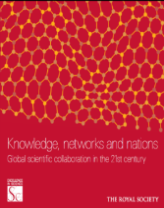 Knowledge, networks and nations
Global scientific collaboration in the 21st century
THE ROYAL SOCIETY